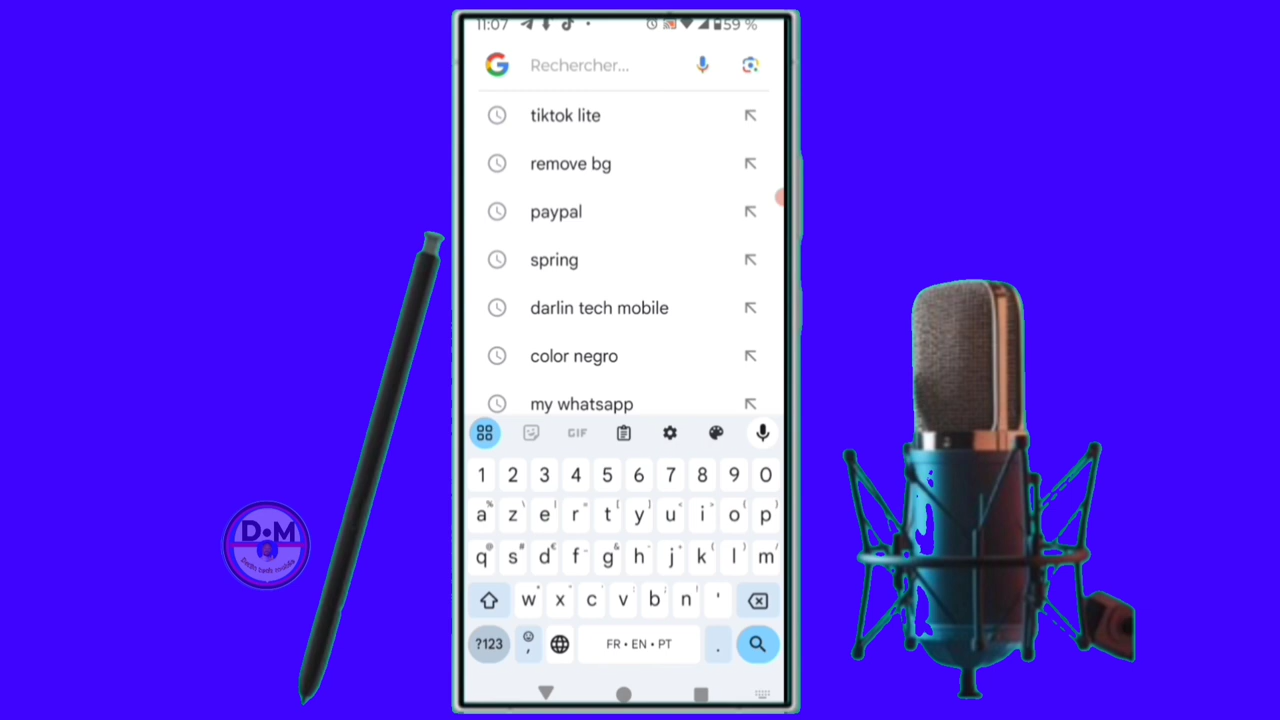 11:07 59 %
Rechercher...
tiktok lite
remove bg
paypal
spring
darlin tech mobile
color negro
my whatsapp
GIF
1 2 3 4 5 6 7 8 9 0
a % z \ e | r = t [ y ] u < i > o { p }
q @ s # d € f - g & h - j + k ( l ) m /
w * x " c ' v : b ; n ! '
?123 , FR • EN • PT .
D•M